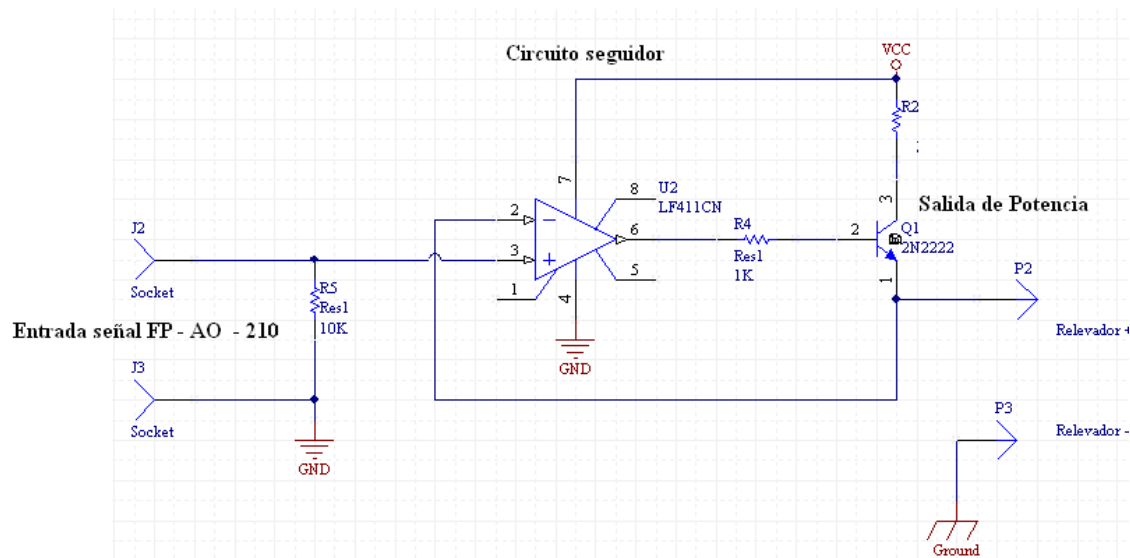 Circuito seguidor
VCC
R2
7
8
U2
LF411CN
3
Salida de Potencia
2
6
R4
2
Q1
2N2222
J2
3
Res1
1K
5
P2
Socket
R5
Res1
10K
1
4
1
Entrada señal FP - AO - 210
GND
Relevador +
J3
P3
Socket
Relevador -
GND
Ground